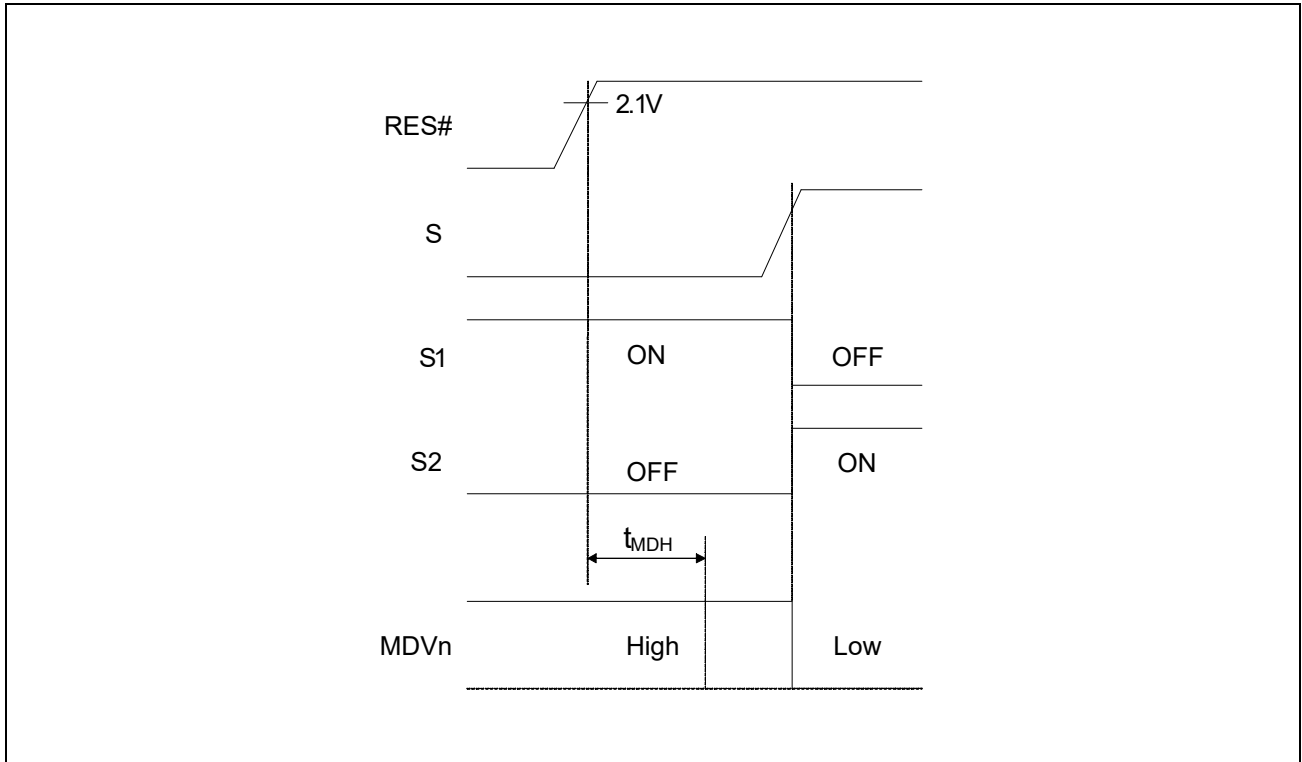 RES#
2.1V
S
S1
ON
OFF
S2
OFF
ON
tMDH
MDVn
High
Low